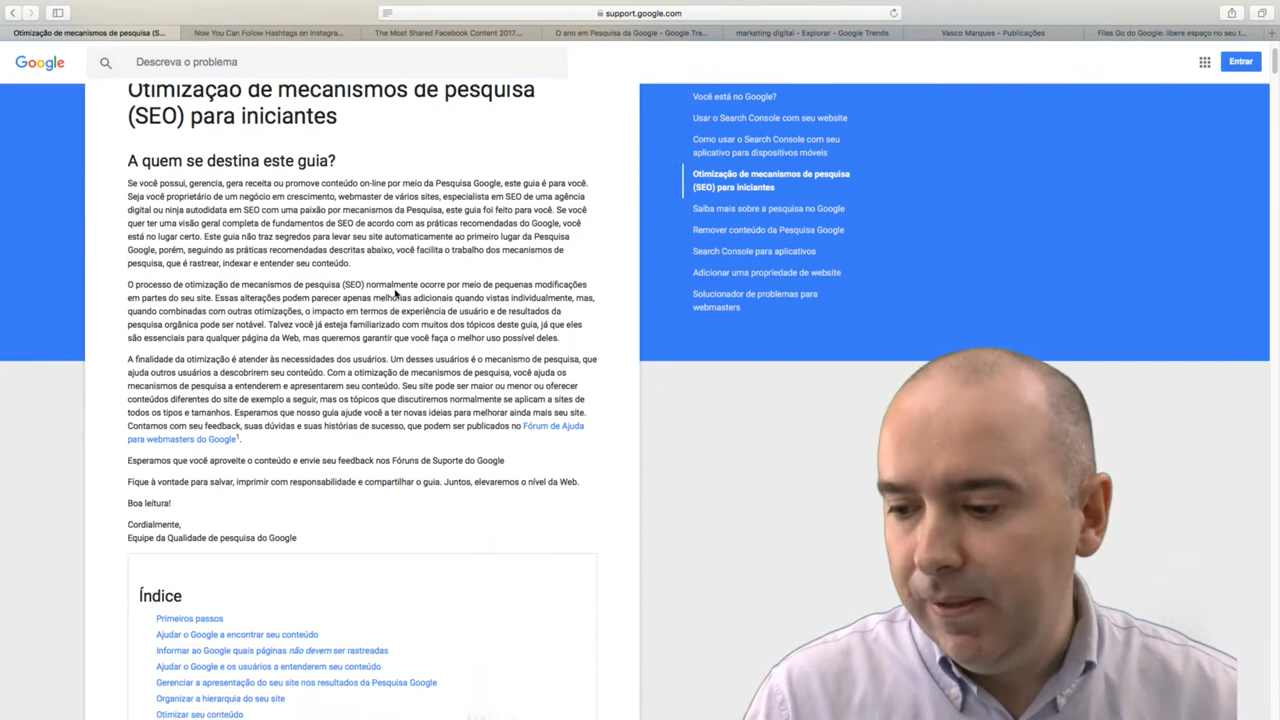 support.google.com
Otimização de mecanismos de pesquisa (S...
Now You Can Follow Hashtags on Instagra...
The Most Shared Facebook Content 2017...
O ano em Pesquisa da Google - Google Tre...
marketing digital - Explorar - Google Trends
Vasco Marques - Publicações
Files Go do Google: libere espaço no seu t...
Google
Descreva o problema
Entrar
Otimização de mecanismos de pesquisa
(SEO) para iniciantes
A quem se destina este guia?
Se você possui, gerencia, gera receita ou promove conteúdo on-line por meio da Pesquisa Google, este guia é para você.
Seja você proprietário de um negócio em crescimento, webmaster de vários sites, especialista em SEO de uma agência
digital ou ninja autodidata em SEO com uma paixão por mecanismos da Pesquisa, este guia foi feito para você. Se você
quer ter uma visão geral completa de fundamentos de SEO de acordo com as práticas recomendadas do Google, você
está no lugar certo. Este guia não traz segredos para levar seu site automaticamente ao primeiro lugar da Pesquisa
Google, porém, seguindo as práticas recomendadas descritas abaixo, você facilita o trabalho dos mecanismos de
pesquisa, que é rastrear, indexar e entender seu conteúdo.
O processo de otimização de mecanismos de pesquisa (SEO) normalmente ocorre por meio de pequenas modificações
em partes do seu site. Essas alterações podem parecer apenas melhorias adicionais quando vistas individualmente, mas,
quando combinadas com outras otimizações, o impacto em termos de experiência de usuário e de resultados da
pesquisa orgânica pode ser notável. Talvez você já esteja familiarizado com muitos dos tópicos deste guia, já que eles
são essenciais para qualquer página da Web, mas queremos garantir que você faça o melhor uso possível deles.
A finalidade da otimização é atender às necessidades dos usuários. Um desses usuários é o mecanismo de pesquisa, que
ajuda outros usuários a descobrirem seu conteúdo. Com a otimização de mecanismos de pesquisa, você ajuda os
mecanismos de pesquisa a entenderem e apresentarem seu conteúdo. Seu site pode ser maior ou menor ou oferecer
conteúdos diferentes do site de exemplo a seguir, mas os tópicos que discutiremos normalmente se aplicam a sites de
todos os tipos e tamanhos. Esperamos que nosso guia ajude você a ter novas ideias para melhorar ainda mais seu site.
Contamos com seu feedback, suas dúvidas e suas histórias de sucesso, que podem ser publicados no Fórum de Ajuda
para webmasters do Google¹.
Esperamos que você aproveite o conteúdo e envie seu feedback nos Fóruns de Suporte do Google
Fique à vontade para salvar, imprimir com responsabilidade e compartilhar o guia. Juntos, elevaremos o nível da Web.
Boa leitura!
Cordialmente,
Equipe da Qualidade de pesquisa do Google
Índice
Primeiros passos
Ajudar o Google a encontrar seu conteúdo
Informar ao Google quais páginas não devem ser rastreadas
Ajudar o Google e os usuários a entenderem seu conteúdo
Gerenciar a apresentação do seu site nos resultados da Pesquisa Google
Organizar a hierarquia do seu site
Otimizar seu conteúdo
Você está no Google?
Usar o Search Console com seu website
Como usar o Search Console com seu
aplicativo para dispositivos móveis
Otimização de mecanismos de pesquisa
(SEO) para iniciantes
Saiba mais sobre a pesquisa no Google
Remover conteúdo da Pesquisa Google
Search Console para aplicativos
Adicionar uma propriedade de website
Solucionador de problemas para
webmasters